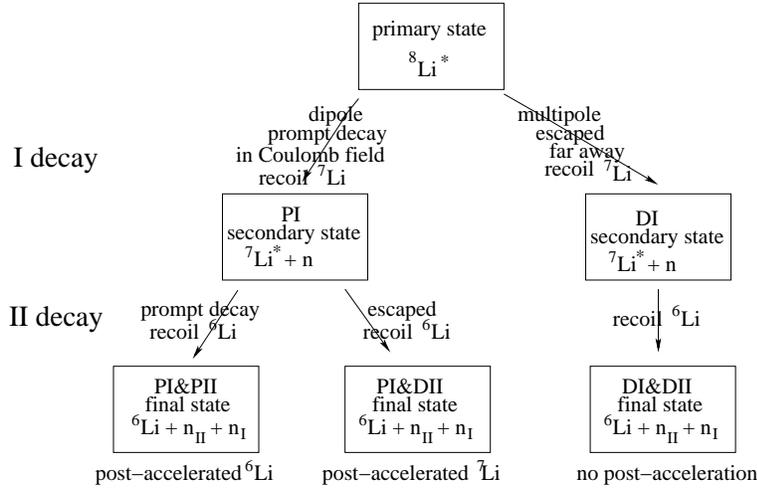 primary state
⁸Li*
I decay
dipole
prompt decay
in Coulomb field
recoil ⁷Li
multipole
escaped
far away
recoil ⁷Li
PI
secondary state
⁷Li* + n
DI
secondary state
⁷Li* + n
II decay
prompt decay
recoil ⁶Li
escaped
recoil ⁶Li
recoil ⁶Li
PI&PII
final state
⁶Li + n_II + n_I
PI&DII
final state
⁶Li + n_II + n_I
DI&DII
final state
⁶Li + n_II + n_I
post−accelerated ⁶Li
post−accelerated ⁷Li
no post−acceleration